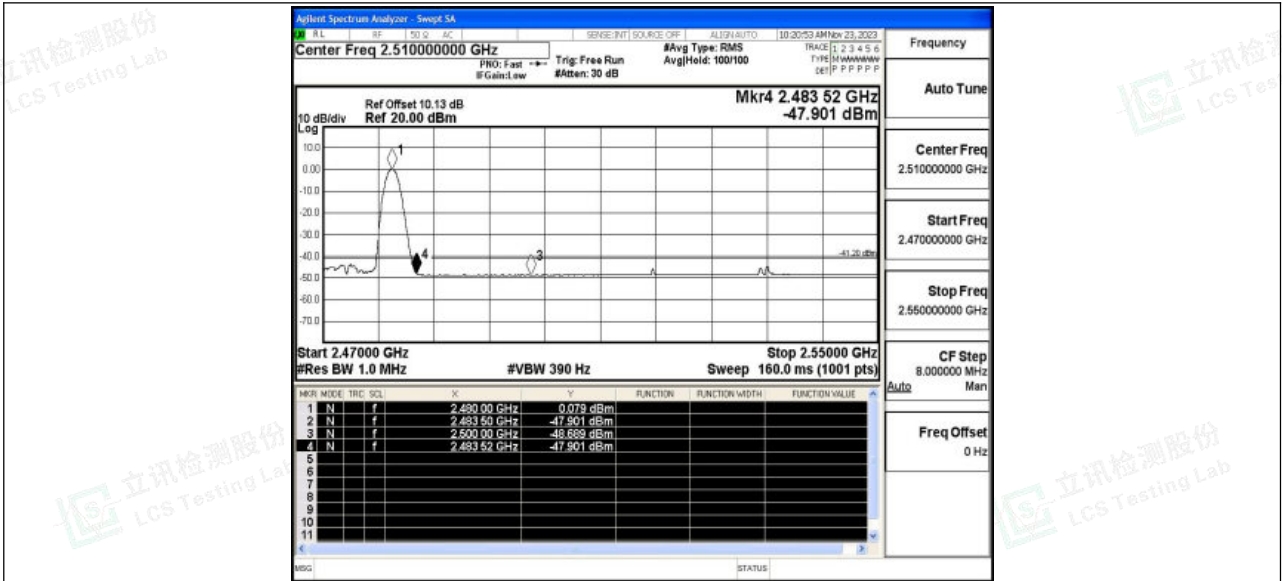 Agilent Spectrum Analyzer - Swept SA
RL RF 50 Ω AC SENSE:INT SOURCE OFF ALIGNAUTO 10:20:53 AM Nov 23, 2023
Center Freq 2.510000000 GHz
PNO: Fast
IFGain:Low
Trig: Free Run
#Atten: 30 dB
#Avg Type: RMS
Avg|Hold: 100/100
TRACE 1 2 3 4 5 6
TYPE M WWWWW
DET P P P P P P
Ref Offset 10.13 dB
10 dB/div Ref 20.00 dBm
Log
Mkr4 2.483 52 GHz
-47.901 dBm
10.0
0.00
-10.0
-20.0
-30.0
-40.0
-50.0
-60.0
-70.0
1
4
3
-41.20 dBm
Start 2.47000 GHz Stop 2.55000 GHz
#Res BW 1.0 MHz #VBW 390 Hz Sweep 160.0 ms (1001 pts)
MKR MODE TRC SCL X Y FUNCTION FUNCTION WIDTH FUNCTION VALUE
1 N f 2.480 00 GHz 0.079 dBm
2 N f 2.483 50 GHz -47.901 dBm
3 N f 2.500 00 GHz -48.689 dBm
4 N f 2.483 52 GHz -47.901 dBm
5
6
7
8
9
10
11
MSG STATUS
Frequency
Auto Tune
Center Freq
2.510000000 GHz
Start Freq
2.470000000 GHz
Stop Freq
2.550000000 GHz
CF Step
8.000000 MHz
Auto Man
Freq Offset
0 Hz
立讯检测股份
LCS Testing Lab
立讯检
LCS Tes
立讯检测股份
LCS Testing Lab
立讯检测股份
LCS Testing Lab